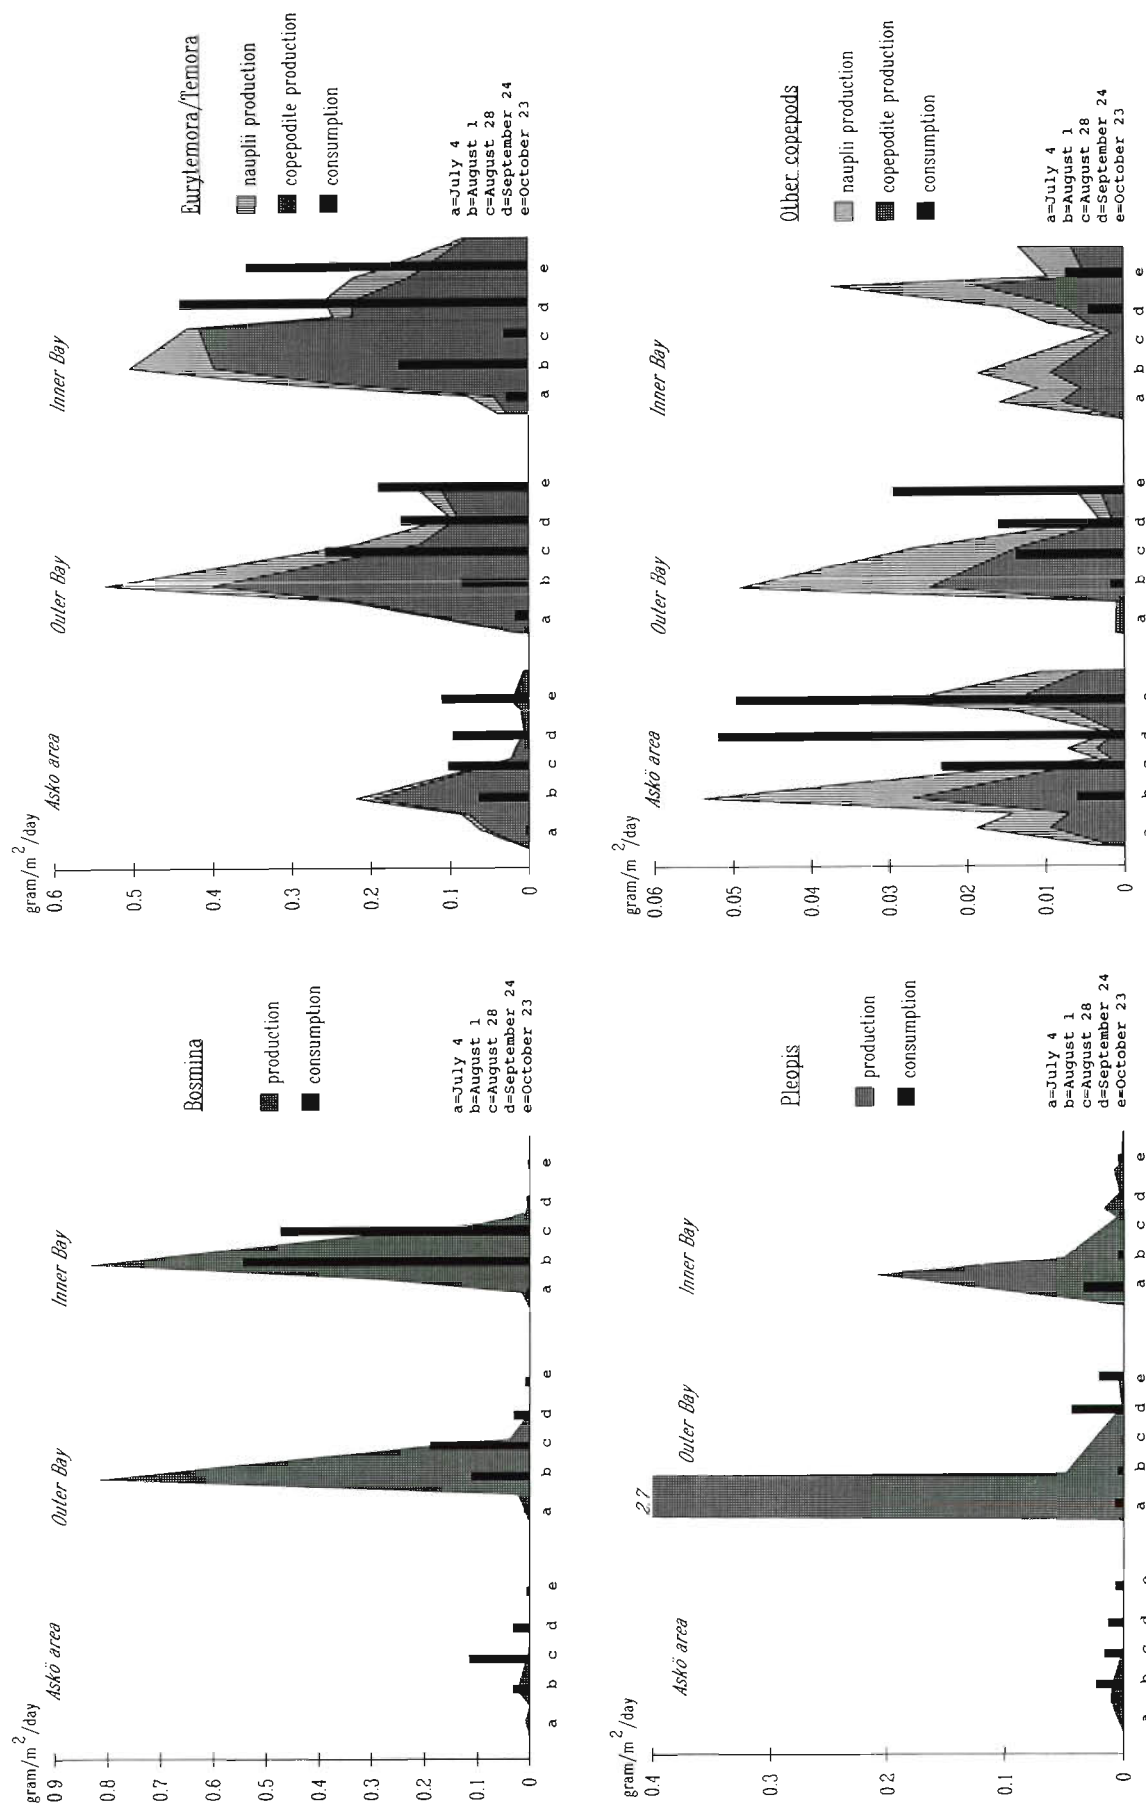 Bosmina
production
consumption
a=July 4
b=August 1
c=August 28
d=September 24
e=October 23
gram/m²/day
0.9
0.8
0.7
0.6
0.5
0.4
0.3
0.2
0.1
0
Askö area
Outer Bay
Inner Bay
a b c d e
a b c d e
a b c d e
Eurytemora/Temora
nauplii production
copepodite production
consumption
a=July 4
b=August 1
c=August 28
d=September 24
e=October 23
gram/m²/day
0.6
0.5
0.4
0.3
0.2
0.1
0
Askö area
Outer Bay
Inner Bay
a b c d e
a b c d e
a b c d e
Pleopis
production
consumption
a=July 4
b=August 1
c=August 28
d=September 24
e=October 23
gram/m²/day
0.4
0.3
0.2
0.1
0
2.7
Askö area
Outer Bay
Inner Bay
a b c d e
a b c d e
a b c d e
Other copepods
nauplii production
copepodite production
consumption
a=July 4
b=August 1
c=August 28
d=September 24
e=October 23
gram/m²/day
0.06
0.05
0.04
0.03
0.02
0.01
0
Askö area
Outer Bay
Inner Bay
a b c d e
a b c d e
a b c d e